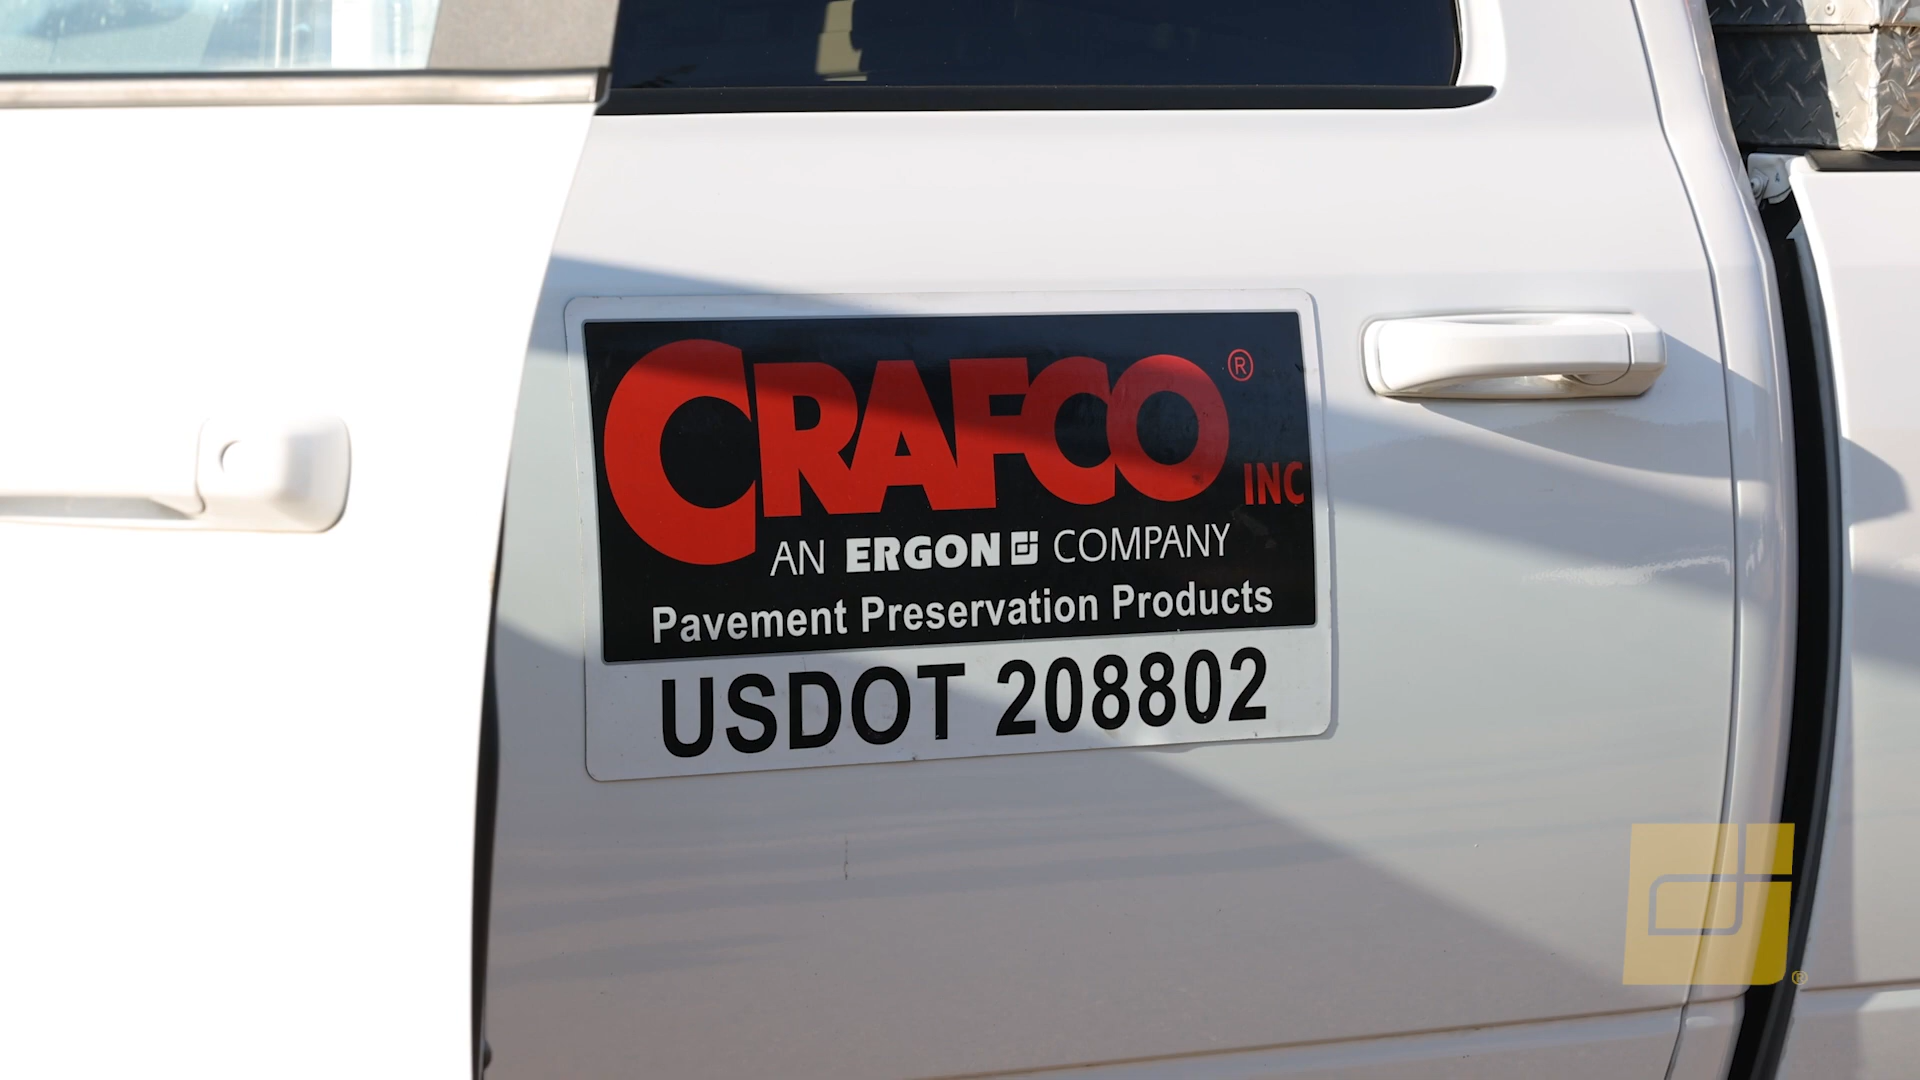 CRAFCO® INC
AN ERGON COMPANY
Pavement Preservation Products
USDOT 208802
®